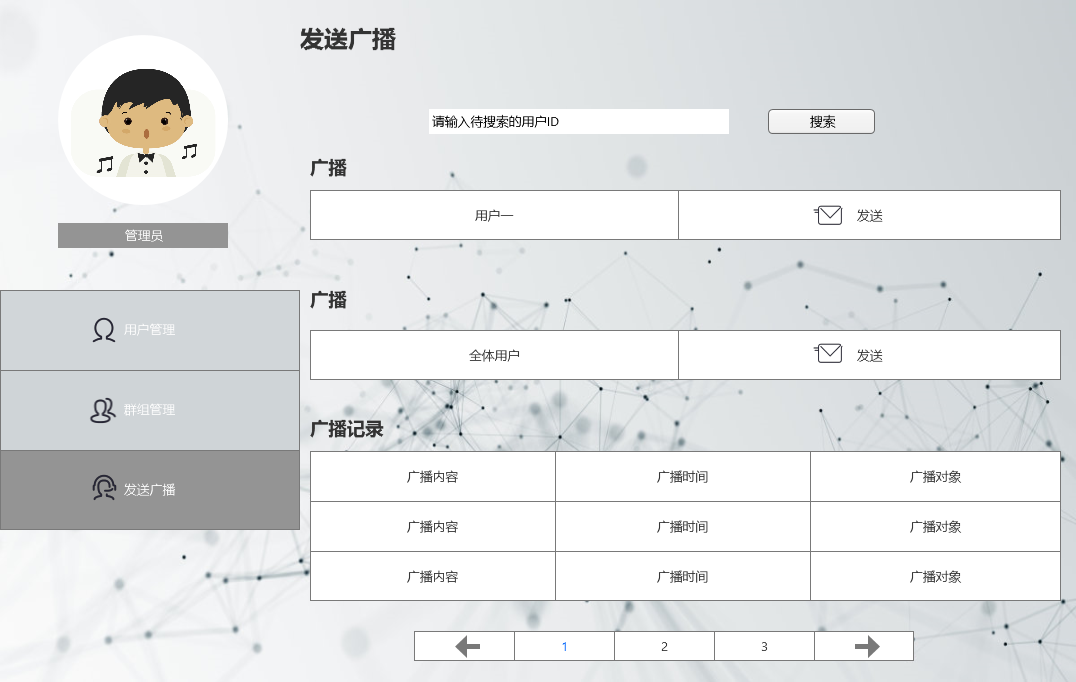 发送广播
请输入待搜索的用户ID 搜索
管理员
用户管理
群组管理
发送广播
广播
用户一 发送
广播
全体用户 发送
广播记录
广播内容 广播时间 广播对象
广播内容 广播时间 广播对象
广播内容 广播时间 广播对象
1 2 3